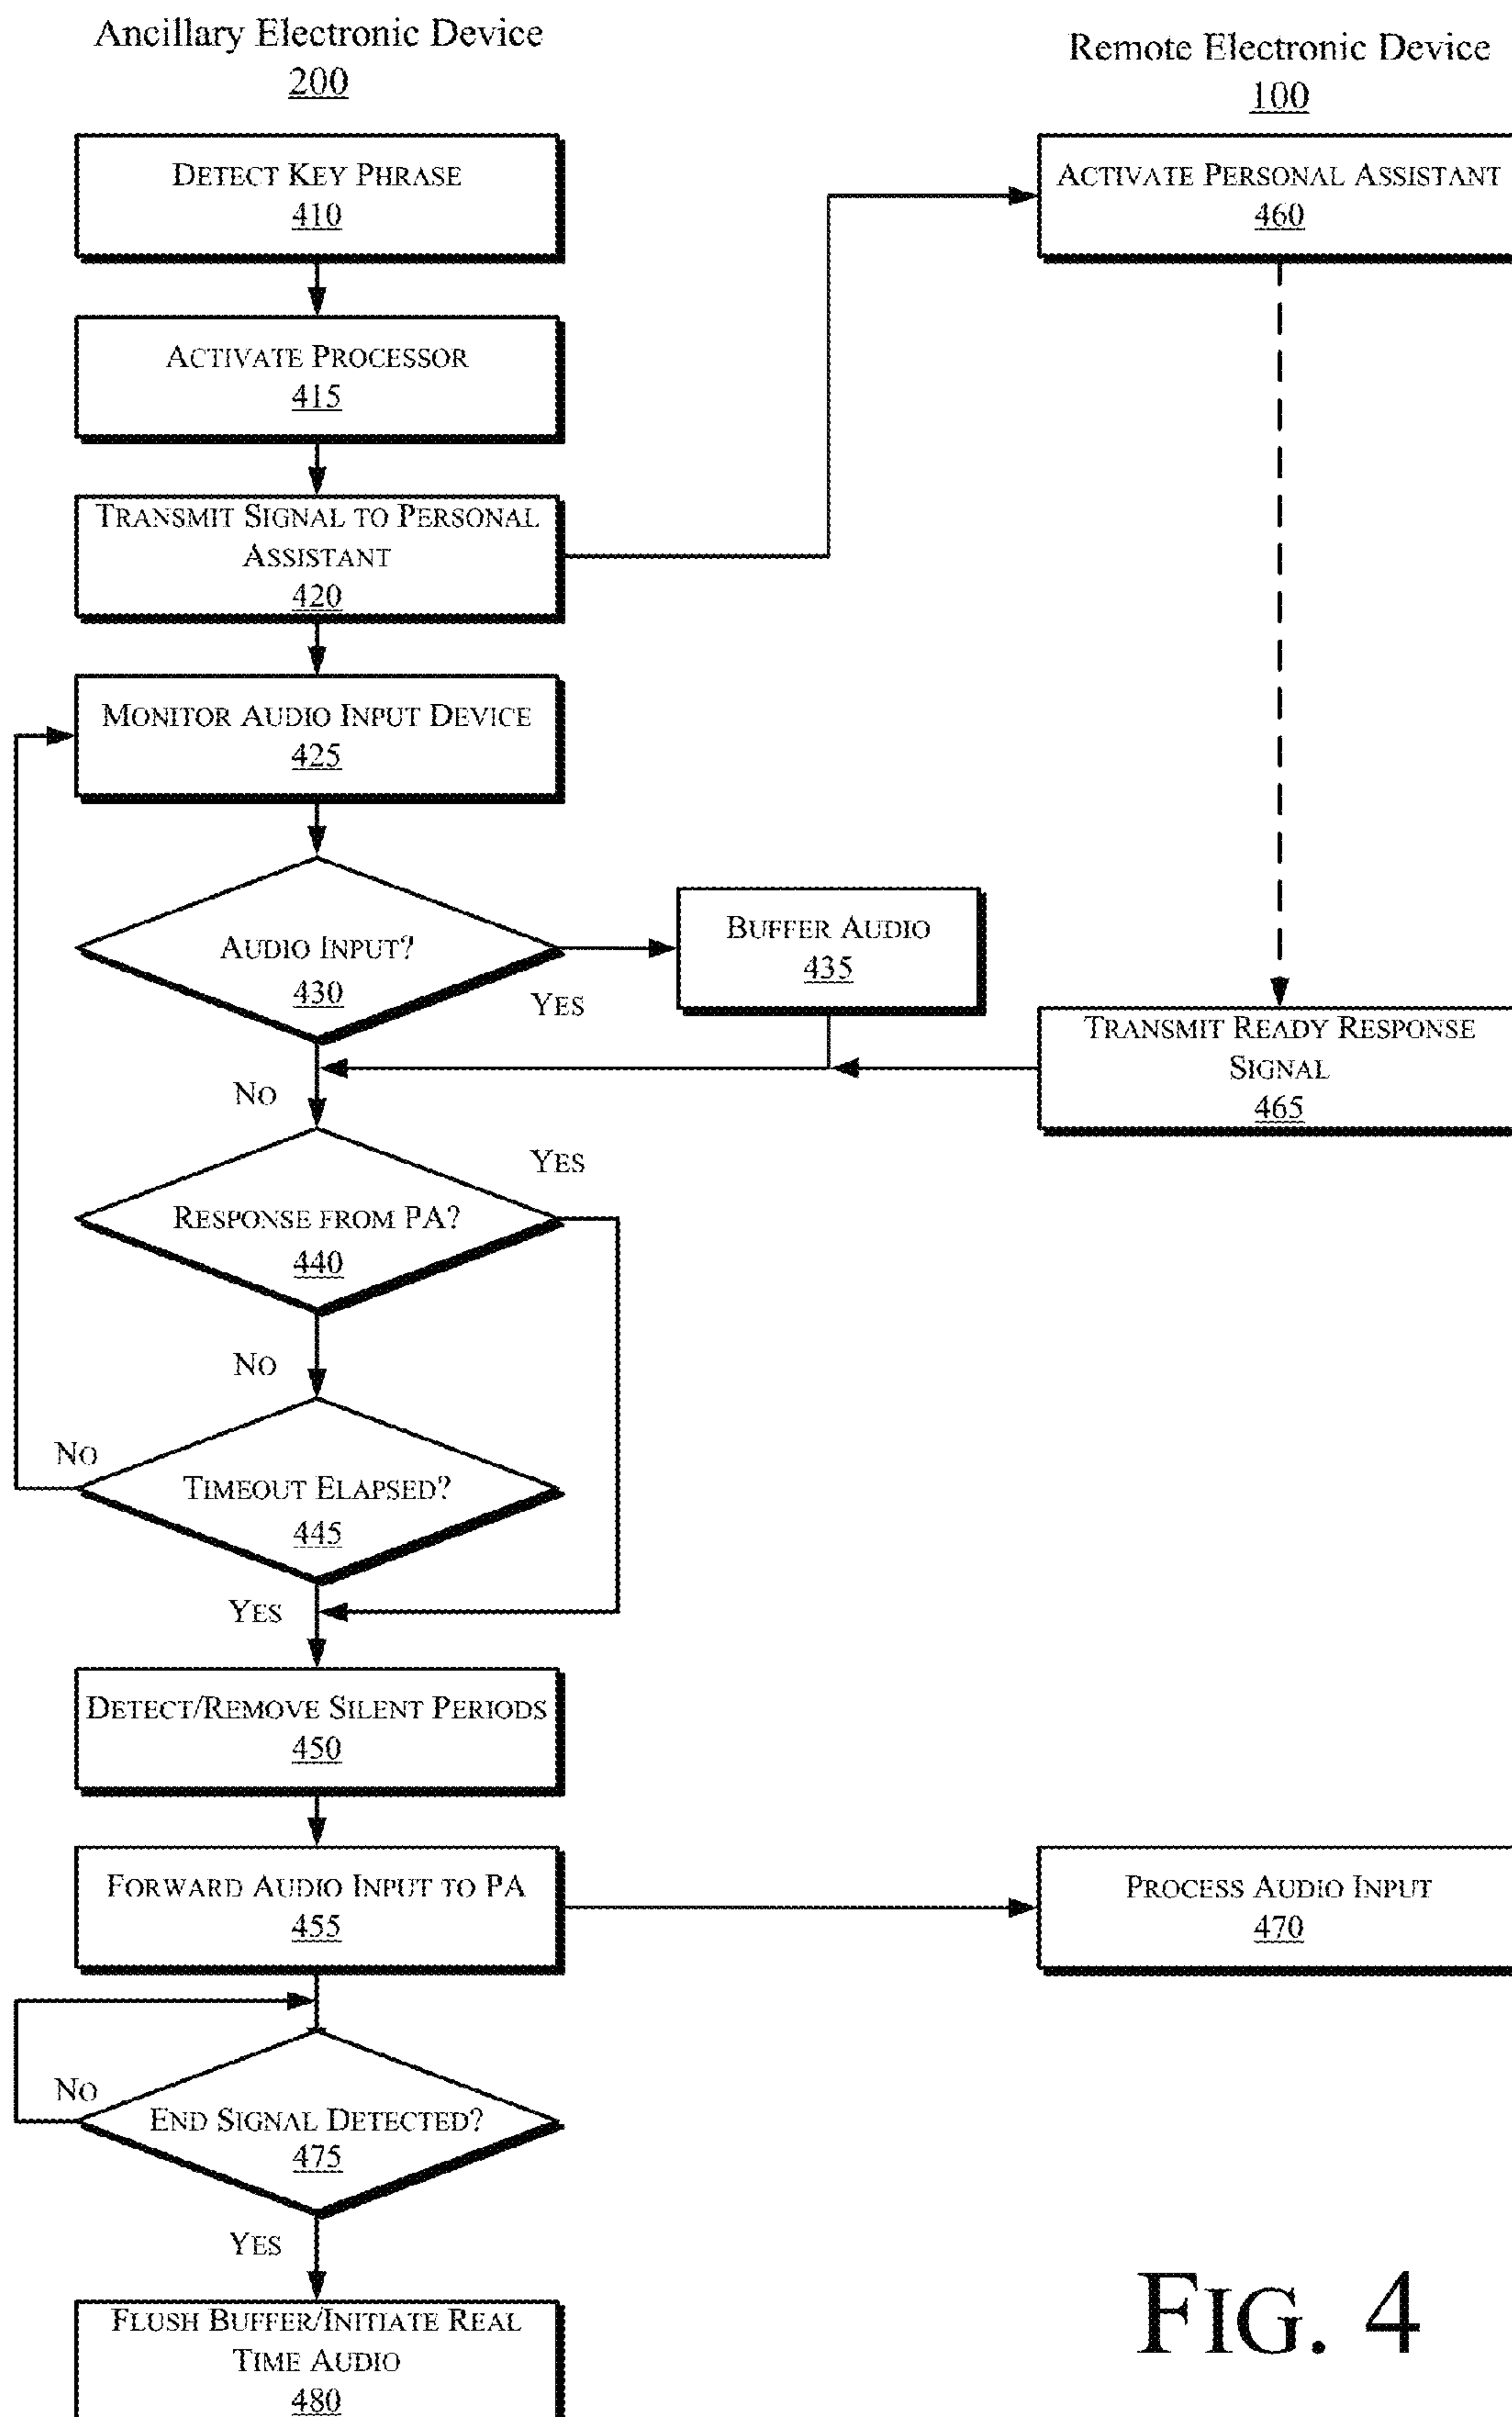 Ancillary Electronic Device
200
Remote Electronic Device
100
DETECT KEY PHRASE
410
ACTIVATE PERSONAL ASSISTANT
460
ACTIVATE PROCESSOR
415
TRANSMIT SIGNAL TO PERSONAL
ASSISTANT
420
MONITOR AUDIO INPUT DEVICE
425
AUDIO INPUT?
430
YES
BUFFER AUDIO
435
TRANSMIT READY RESPONSE
SIGNAL
465
NO
RESPONSE FROM PA?
440
YES
NO
TIMEOUT ELAPSED?
445
NO
YES
DETECT/REMOVE SILENT PERIODS
450
FORWARD AUDIO INPUT TO PA
455
PROCESS AUDIO INPUT
470
END SIGNAL DETECTED?
475
NO
YES
FLUSH BUFFER/INITIATE REAL
TIME AUDIO
480
FIG. 4